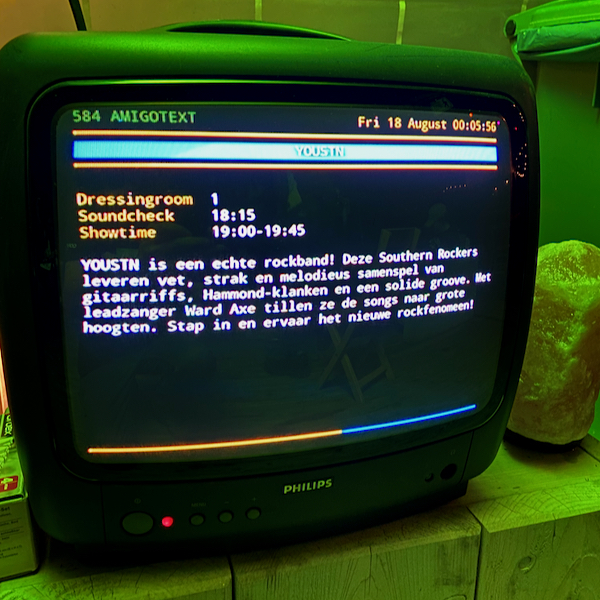 584 AMIGOTEXT
Fri 18 August 00:05:56
YOUSTN
Dressingroom 1
Soundcheck 18:15
Showtime 19:00-19:45
YOUSTN is een echte rockband! Deze Southern Rockers
leveren vet, strak en melodieus samenspel van
gitaarriffs, Hammond-klanken en een solide groove. Met
leadzanger Ward Axe tillen ze de songs naar grote
hoogten. Stap in en ervaar het nieuwe rockfenomeen!
PHILIPS